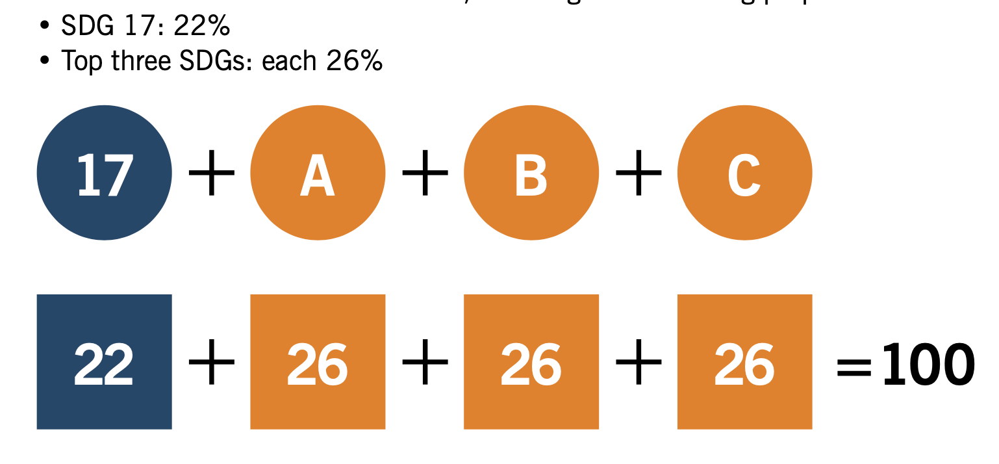 • SDG 17: 22%
• Top three SDGs: each 26%
17 + A + B + C
22 + 26 + 26 + 26 =100